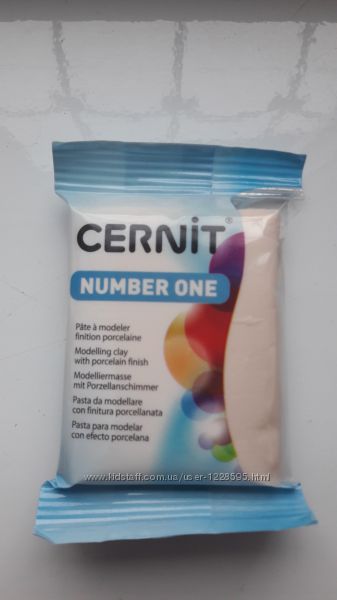 CERNIT®
NUMBER ONE
Pâte à modeler
finition porcelaine
Modelling clay
with porcelain finish
Modelliermasse
mit Porzellanschimmer
Pasta da modellare
con finitura porcellanata
Pasta para modelar
con efecto porcelana
www.kidstaff.com.ua/user-1228595.html